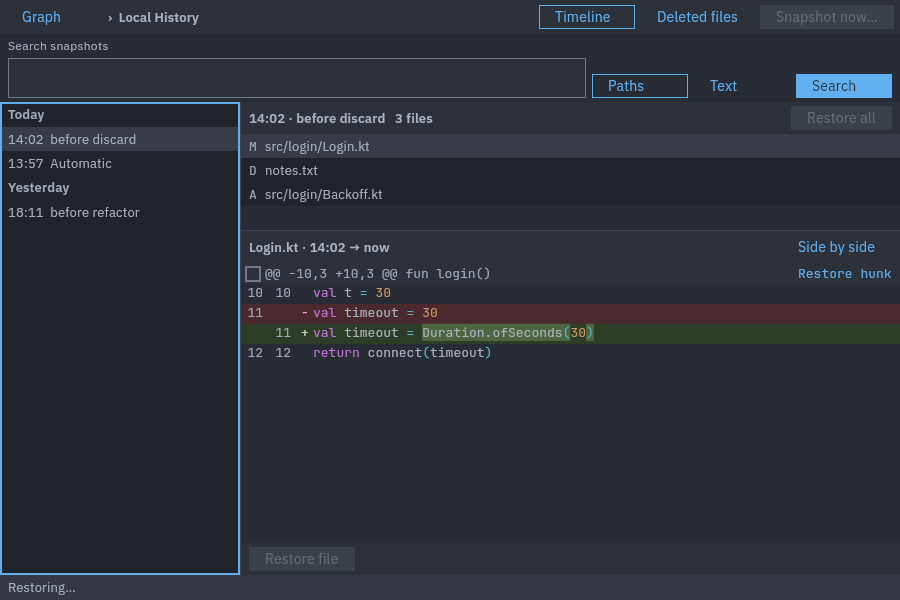 Graph › Local History Timeline Deleted files Snapshot now…
Search snapshots
Paths Text Search
Today
14:02 before discard
13:57 Automatic
Yesterday
18:11 before refactor
14:02 · before discard 3 files Restore all
M src/login/Login.kt
D notes.txt
A src/login/Backoff.kt
Login.kt · 14:02 → now Side by side
@@ -10,3 +10,3 @@ fun login() Restore hunk
10 10 val t = 30
11 - val timeout = 30
11 + val timeout = Duration.ofSeconds(30)
12 12 return connect(timeout)
Restore file
Restoring…